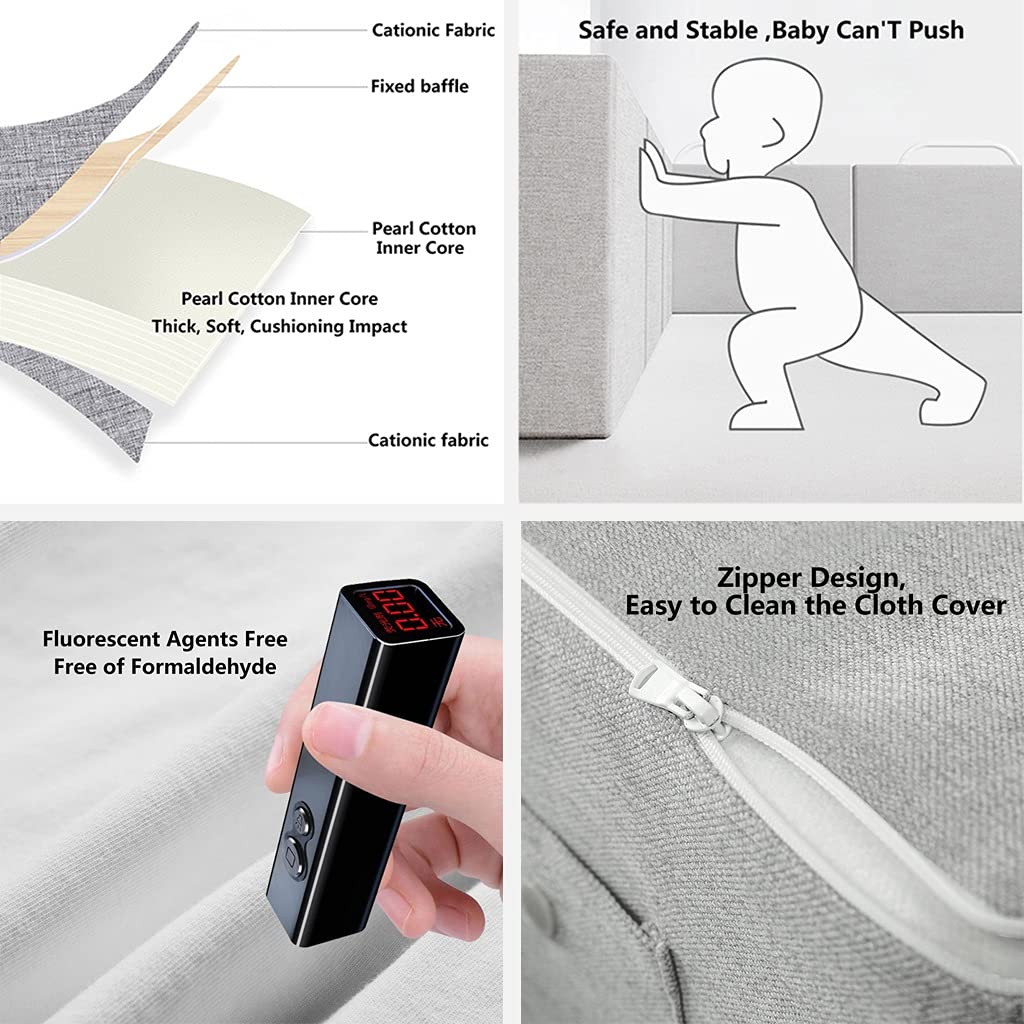 Cationic Fabric
Fixed baffle
Pearl Cotton
Inner Core
Pearl Cotton Inner Core
Thick, Soft, Cushioning Impact
Cationic fabric
Safe and Stable ,Baby Can'T Push
Fluorescent Agents Free
Free of Formaldehyde
0.00
Zipper Design,
Easy to Clean the Cloth Cover